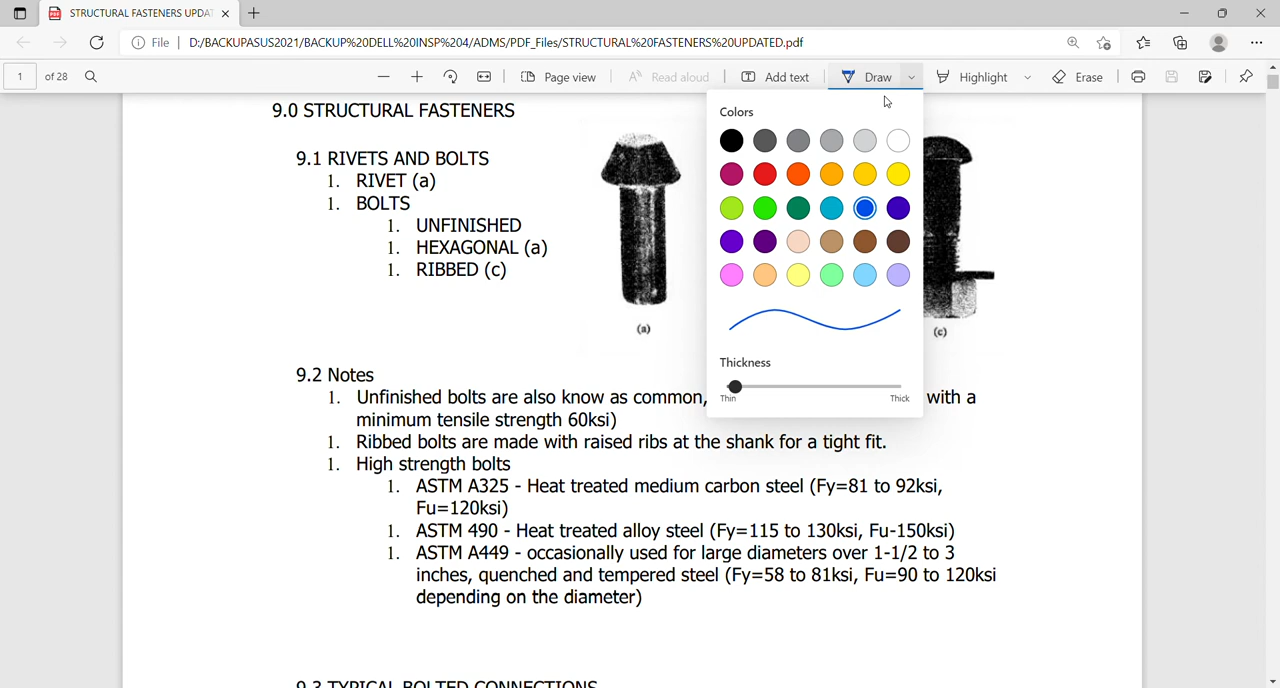 STRUCTURAL FASTENERS UPDAT
File | D:/BACKUPASUS2021/BACKUP%20DELL%20INSP%204/ADMS/PDF_Files/STRUCTURAL%20FASTENERS%20UPDATED.pdf
1 of 28 Page view Read aloud Add text Draw Highlight Erase
9.0 STRUCTURAL FASTENERS
9.1 RIVETS AND BOLTS
1. RIVET (a)
1. BOLTS
1. UNFINISHED
1. HEXAGONAL (a)
1. RIBBED (c)
(a)
(c)
Colors
Thickness
Thin Thick
9.2 Notes
1. Unfinished bolts are also know as common, with a
minimum tensile strength 60ksi)
1. Ribbed bolts are made with raised ribs at the shank for a tight fit.
1. High strength bolts
1. ASTM A325 - Heat treated medium carbon steel (Fy=81 to 92ksi,
Fu=120ksi)
1. ASTM 490 - Heat treated alloy steel (Fy=115 to 130ksi, Fu-150ksi)
1. ASTM A449 - occasionally used for large diameters over 1-1/2 to 3
inches, quenched and tempered steel (Fy=58 to 81ksi, Fu=90 to 120ksi
depending on the diameter)
9.3 TYPICAL BOLTED CONNECTIONS